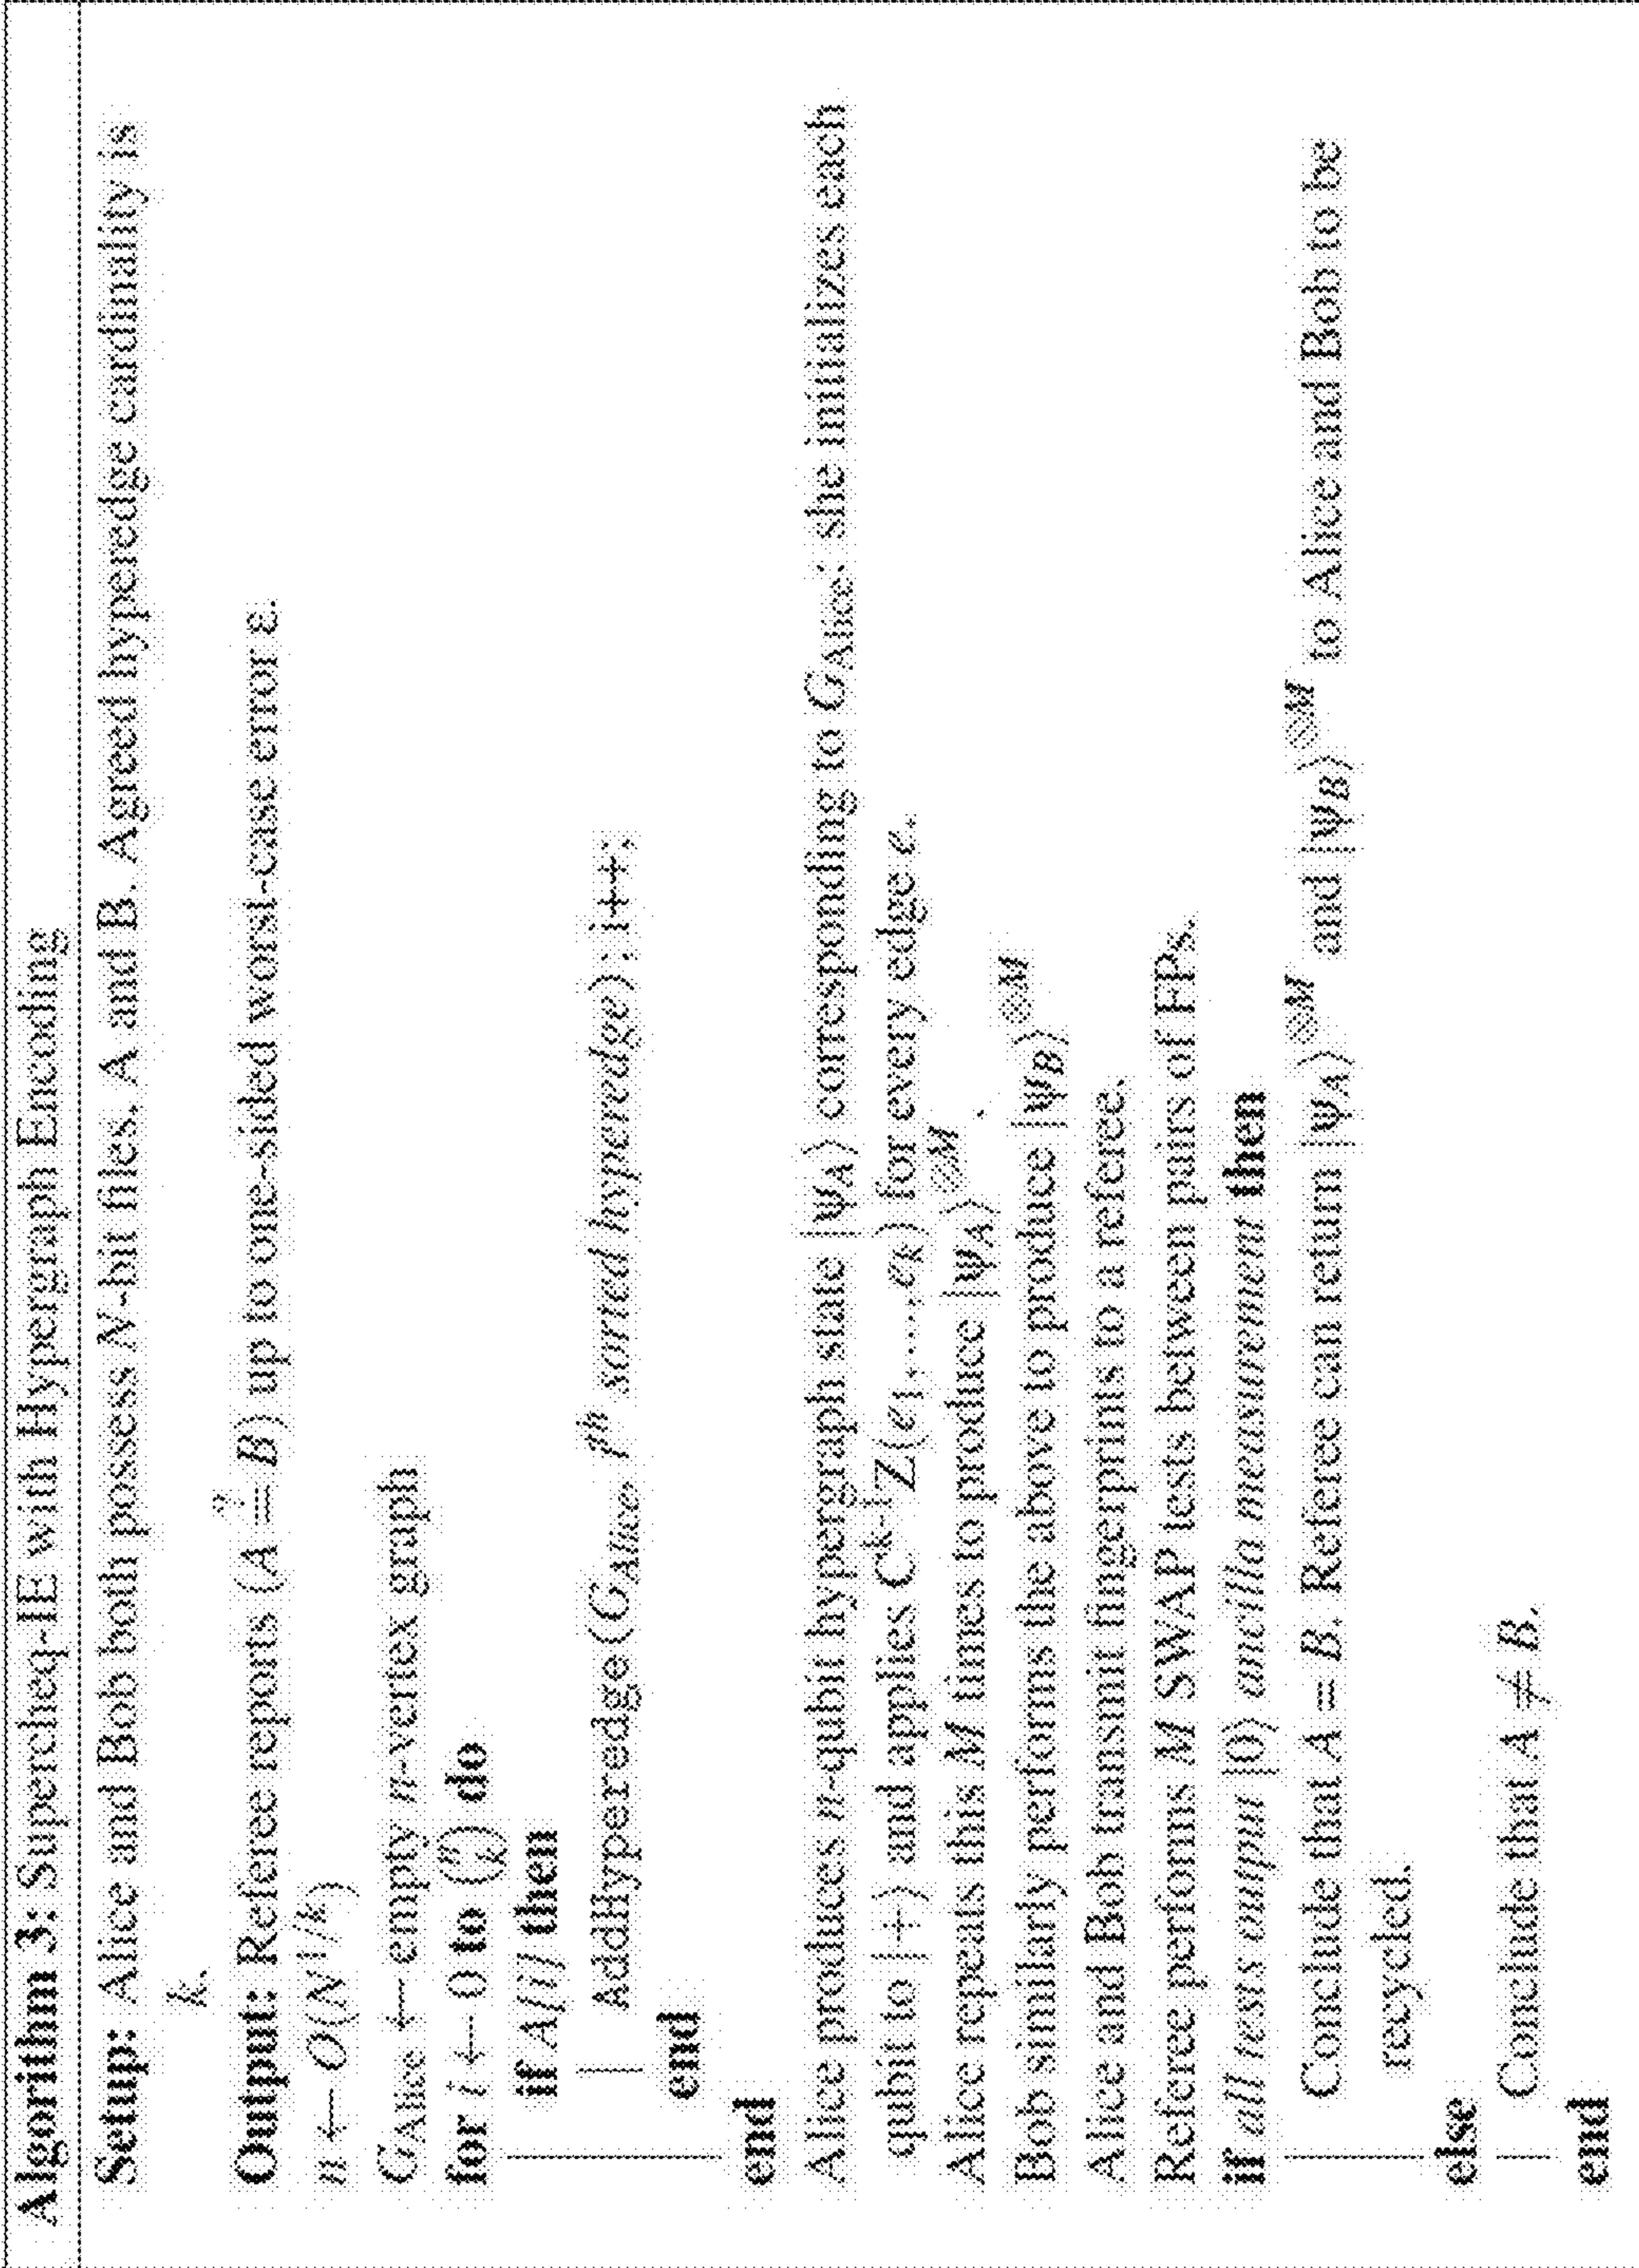 Algorithm 3: Supercheq-IE with Hypergraph Encoding
Setup: Alice and Bob both possess N-bit files, A and B. Agreed hyperedge cardinality is
k.
Output: Referee reports (A =? B) up to one-sided worst-case error ε.
n ← O(N^{1/k})
G_Alice ← empty n-vertex graph
for i ← 0 to (n k) do
if A[i] then
AddHyperedge(G_Alice, i^th sorted hyperedge); i++;
end
end
Alice produces n-qubit hypergraph state |ψ_A⟩ corresponding to G_Alice: she initializes each
qubit to |+⟩ and applies C^{k-1}Z(e_1, ..., e_k) for every edge e.
Alice repeats this M times to produce |ψ_A⟩^{⊗M}.
Bob similarly performs the above to produce |ψ_B⟩^{⊗M}
Alice and Bob transmit fingerprints to a referee.
Referee performs M SWAP tests between pairs of FPs.
if all tests output |0⟩ ancilla measurement then
Conclude that A = B. Referee can return |ψ_A⟩^{⊗M} and |ψ_B⟩^{⊗M} to Alice and Bob to be
recycled.
else
Conclude that A ≠ B.
end